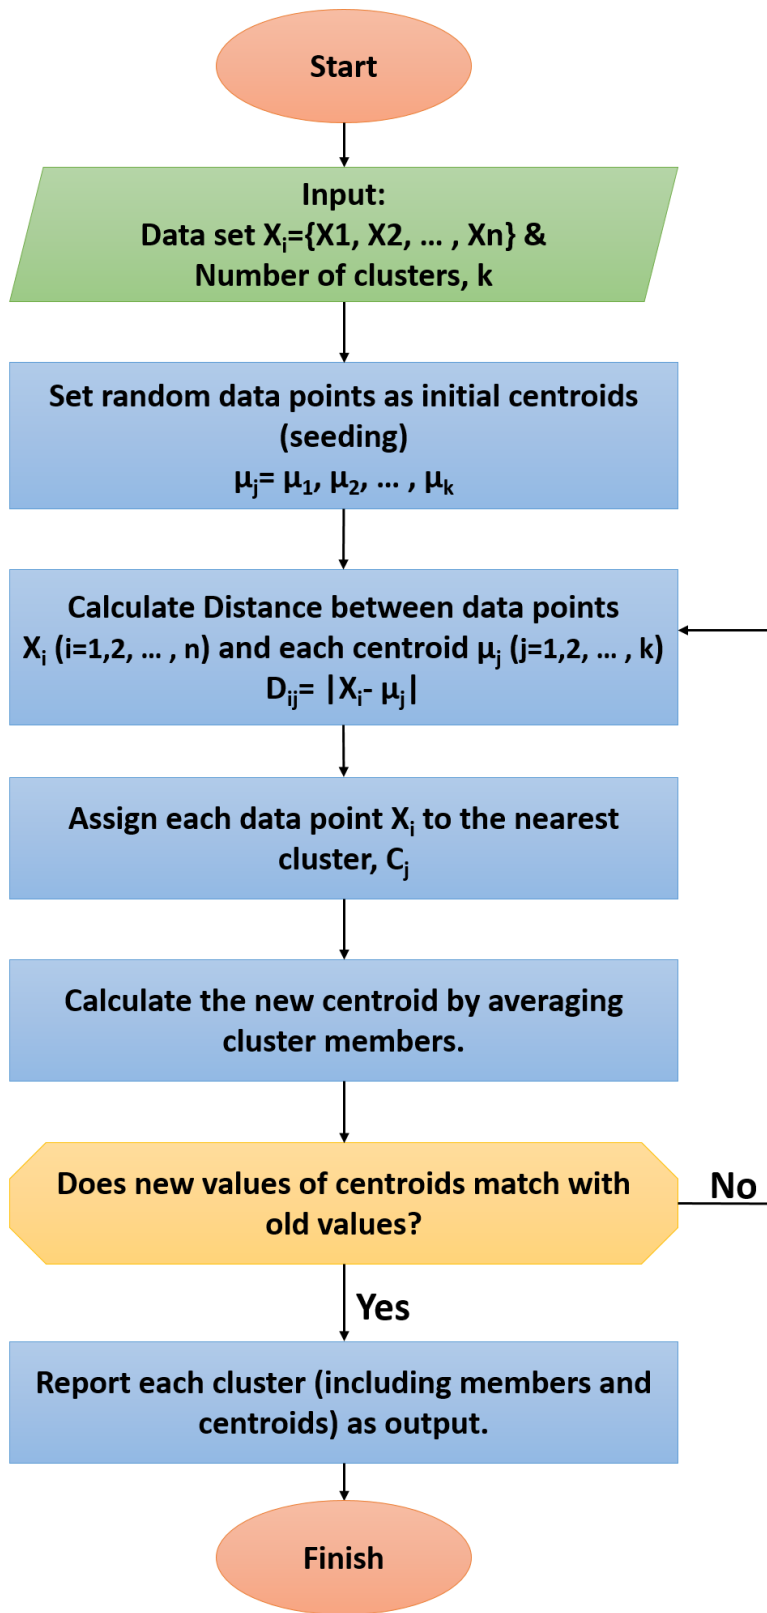 Start
Input:
Data set Xᵢ={X1, X2, ... , Xn} &
Number of clusters, k
Set random data points as initial centroids
(seeding)
μⱼ= μ₁, μ₂, ... , μₖ
Calculate Distance between data points
Xᵢ (i=1,2, ... , n) and each centroid μⱼ (j=1,2, ... , k)
Dᵢⱼ= |Xᵢ- μⱼ|
Assign each data point Xᵢ to the nearest
cluster, Cⱼ
Calculate the new centroid by averaging
cluster members.
Does new values of centroids match with
old values?
No
Yes
Report each cluster (including members and
centroids) as output.
Finish